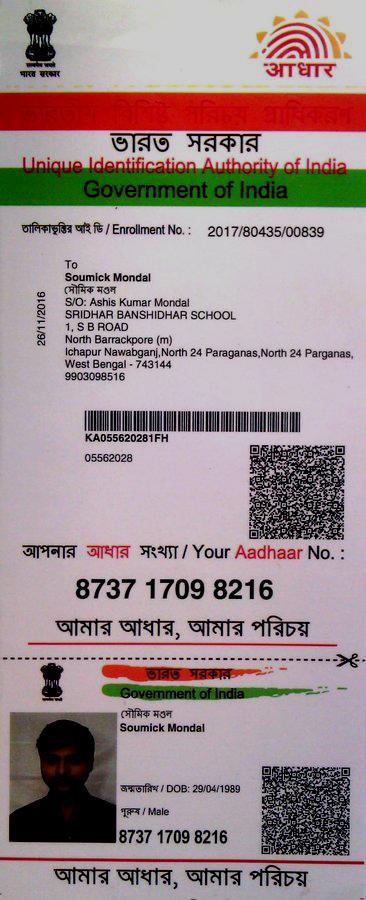 भारत सरकार
आधार
বিশিষ্ট পরিচয় প্রাধিকরণ
ভারত সরকার
Unique Identification Authority of India
Government of India
তালিকাভুক্তির আই ডি / Enrollment No. : 2017/80435/00839
26/11/2016
To
Soumick Mondal
সৌমিক মণ্ডল
S/O: Ashis Kumar Mondal
SRIDHAR BANSHIDHAR SCHOOL
1, S B ROAD
North Barrackpore (m)
Ichapur Nawabganj,North 24 Paraganas,North 24 Parganas,
West Bengal - 743144
9903098516
KA055620281FH
05562028
আপনার আধার সংখ্যা / Your Aadhaar No. :
8737 1709 8216
আমার আধার, আমার পরিচয়
ভারত সরকার
Government of India
সৌমিক মণ্ডল
Soumick Mondal
জন্মতারিখ / DOB: 29/04/1989
পুরুষ / Male
8737 1709 8216
আমার আধার, আমার পরিচয়